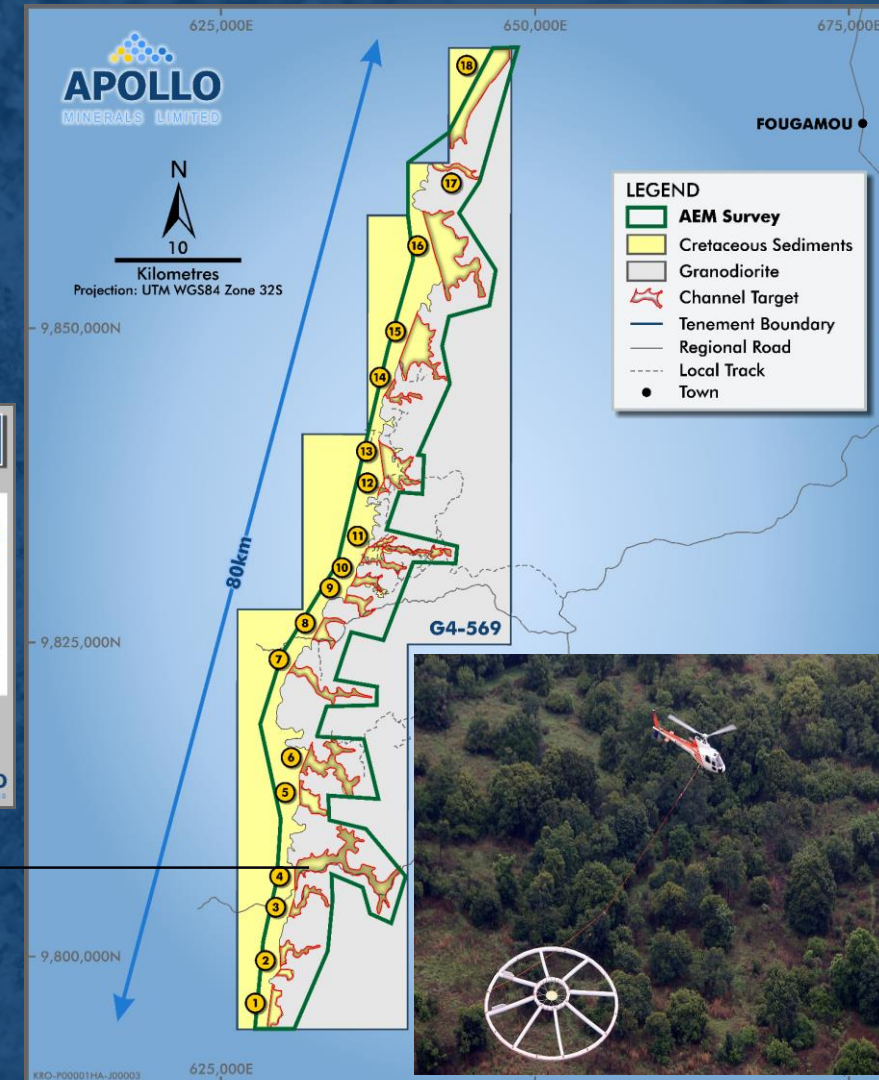 625,000E
650,000E
675,000E
APOLLO
MINERALS LIMITED
FOUGAMOU
N
10
Kilometres
Projection: UTM WGS84 Zone 32S
LEGEND
AEM Survey
Cretaceous Sediments
Granodiorite
Channel Target
Tenement Boundary
Regional Road
Local Track
Town
18
17
16
9,850,000N
15
14
13
12
11
80km
10
9
8
G4-569
9,825,000N
7
6
5
4
3
9,800,000N
2
1
KRO-P00001HA-J00003
625,000E